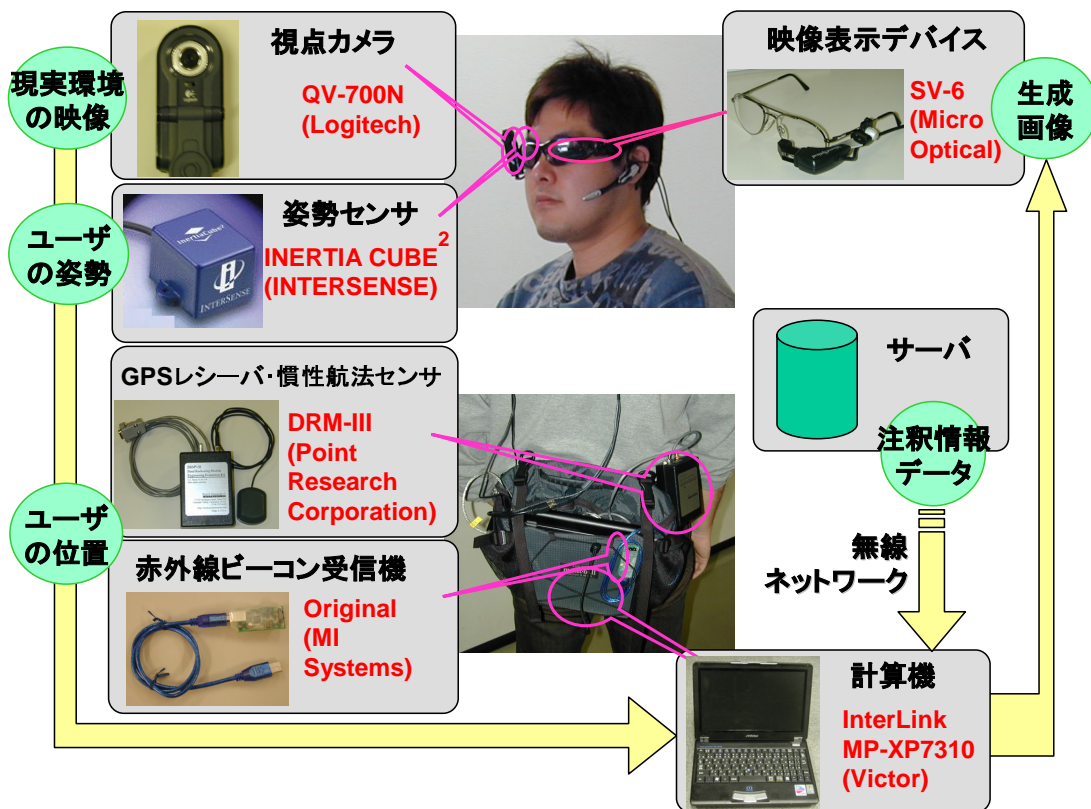 現実環境
の映像
視点カメラ
QV-700N
(Logitech)
映像表示デバイス
SV-6
(Micro
Optical)
生成
画像
ユーザ
の姿勢
姿勢センサ
INERTIA CUBE2
(INTERSENSE)
InertiaCube2
INTERSENSE
GPSレシーバ・慣性航法センサ
DRM-III
(Point
Research
Corporation)
サーバ
注釈情報
データ
無線
ネットワーク
ユーザ
の位置
赤外線ビーコン受信機
Original
(MI
Systems)
計算機
InterLink
MP-XP7310
(Victor)